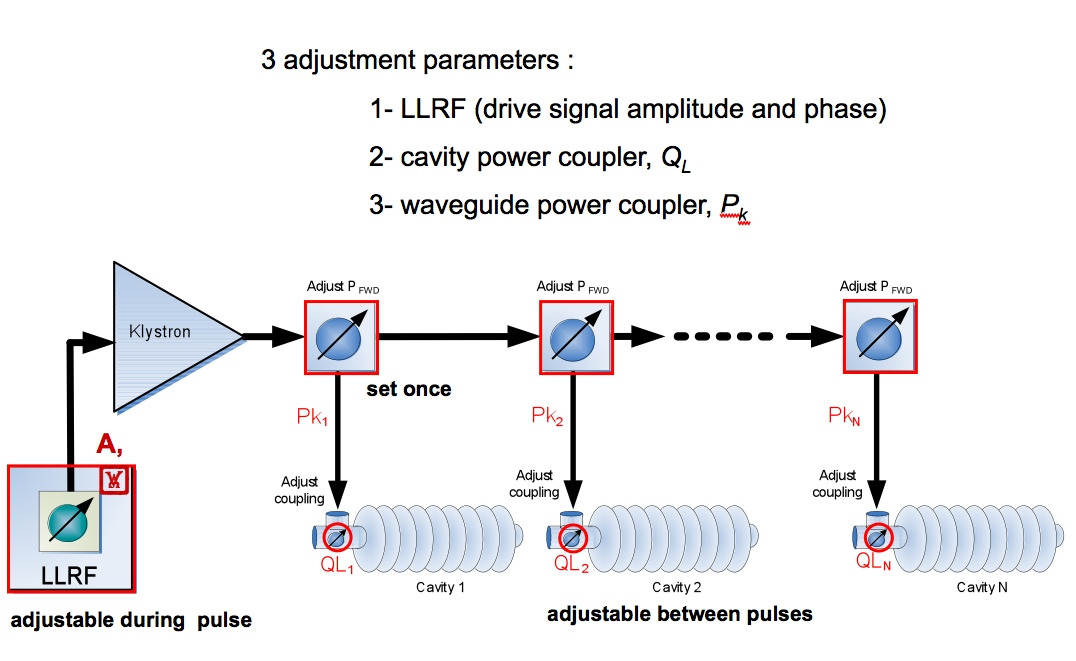 3 adjustment parameters :
1- LLRF (drive signal amplitude and phase)
2- cavity power coupler, QL
3- waveguide power coupler, Pk
Adjust P FWD
Adjust P FWD
Adjust P FWD
Klystron
set once
Pk1
Pk2
PkN
A,
Adjust
coupling
Adjust
coupling
Adjust
coupling
LLRF
QL1
QL2
QLN
Cavity 1
Cavity 2
Cavity N
adjustable during pulse
adjustable between pulses